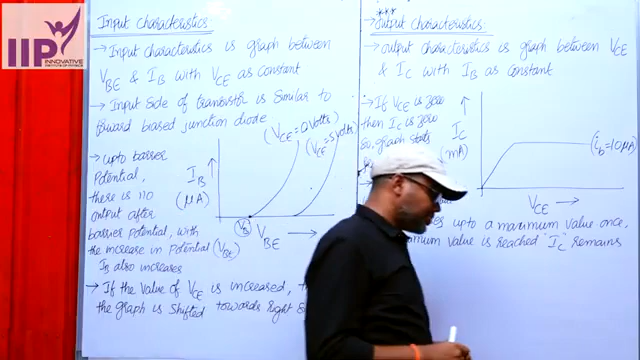 IIP
INNOVATIVE
INSTITUTE OF PHYSICS
Input characteristics:
→ Input characteristics is graph between
V_BE & I_B with V_CE as constant
→ Input side of transistor is similar to
forward biased junction diode
→ upto barrier
Potential,
there is no
output after
barrier potential, with
the increase in Potential (V_BE)
I_B also increases
I_B ↑
(μA)
(V_CE = 0 Volts)
(V_CE = 5 Volts)
V_BE →
→ If the value of V_CE is increased,
the graph is shifted towards right
***
Output characteristics:
→ output characteristics is graph between V_CE
& I_C with I_B as constant
→ If V_CE is zero
then I_C is zero
so, graph starts
I_C ↑
(mA)
(i_b = 10 μA)
V_CE →
upto a maximum value once,
value is reached "I_C" remains